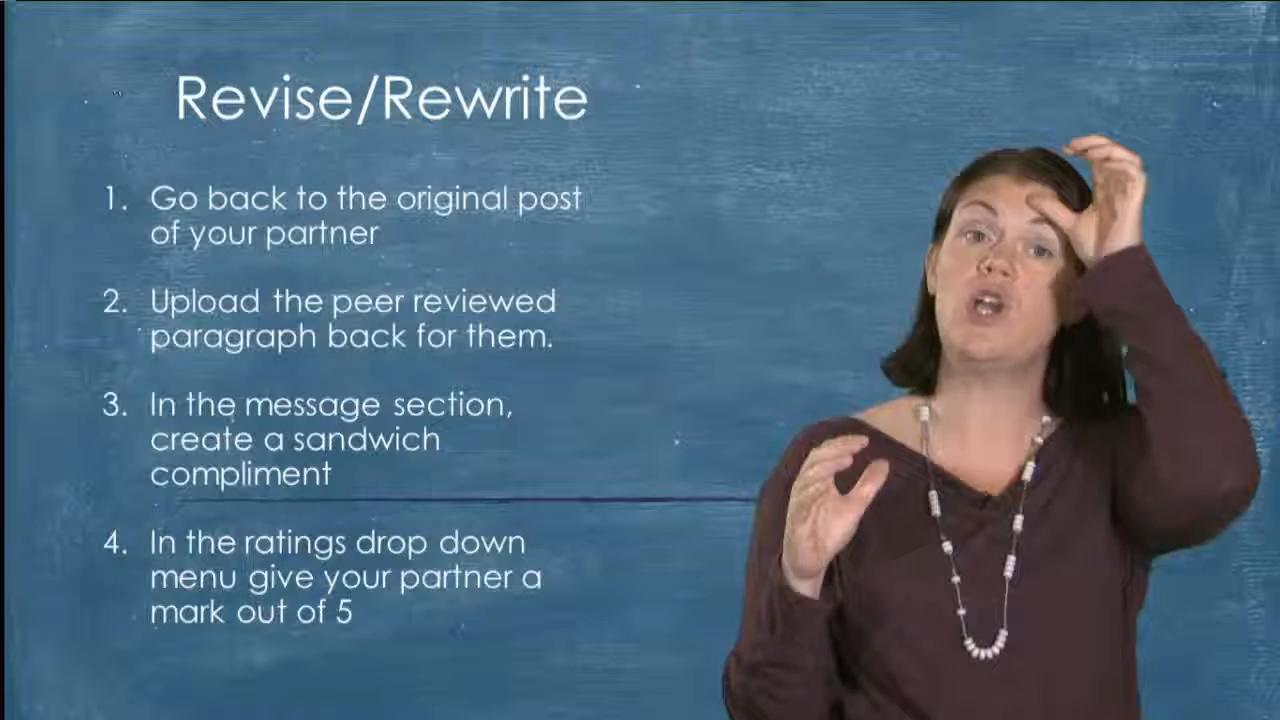 Revise/Rewrite
1. Go back to the original post
of your partner
2. Upload the peer reviewed
paragraph back for them.
3. In the message section,
create a sandwich
compliment
4. In the ratings drop down
menu give your partner a
mark out of 5